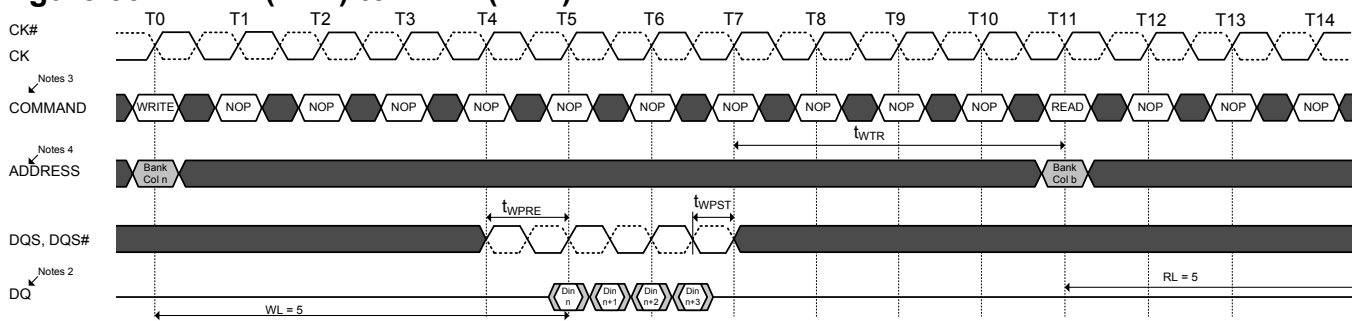 T0 T1 T2 T3 T4 T5 T6 T7 T8 T9 T10 T11 T12 T13 T14
CK#
CK
Notes 3
COMMAND WRITE NOP NOP NOP NOP NOP NOP NOP NOP NOP NOP READ NOP NOP NOP
tWTR
Notes 4
ADDRESS
Bank Col n
Bank Col b
tWPRE tWPST
DQS, DQS#
Notes 2
DQ
Din n
Din n+1
Din n+2
Din n+3
RL = 5
WL = 5